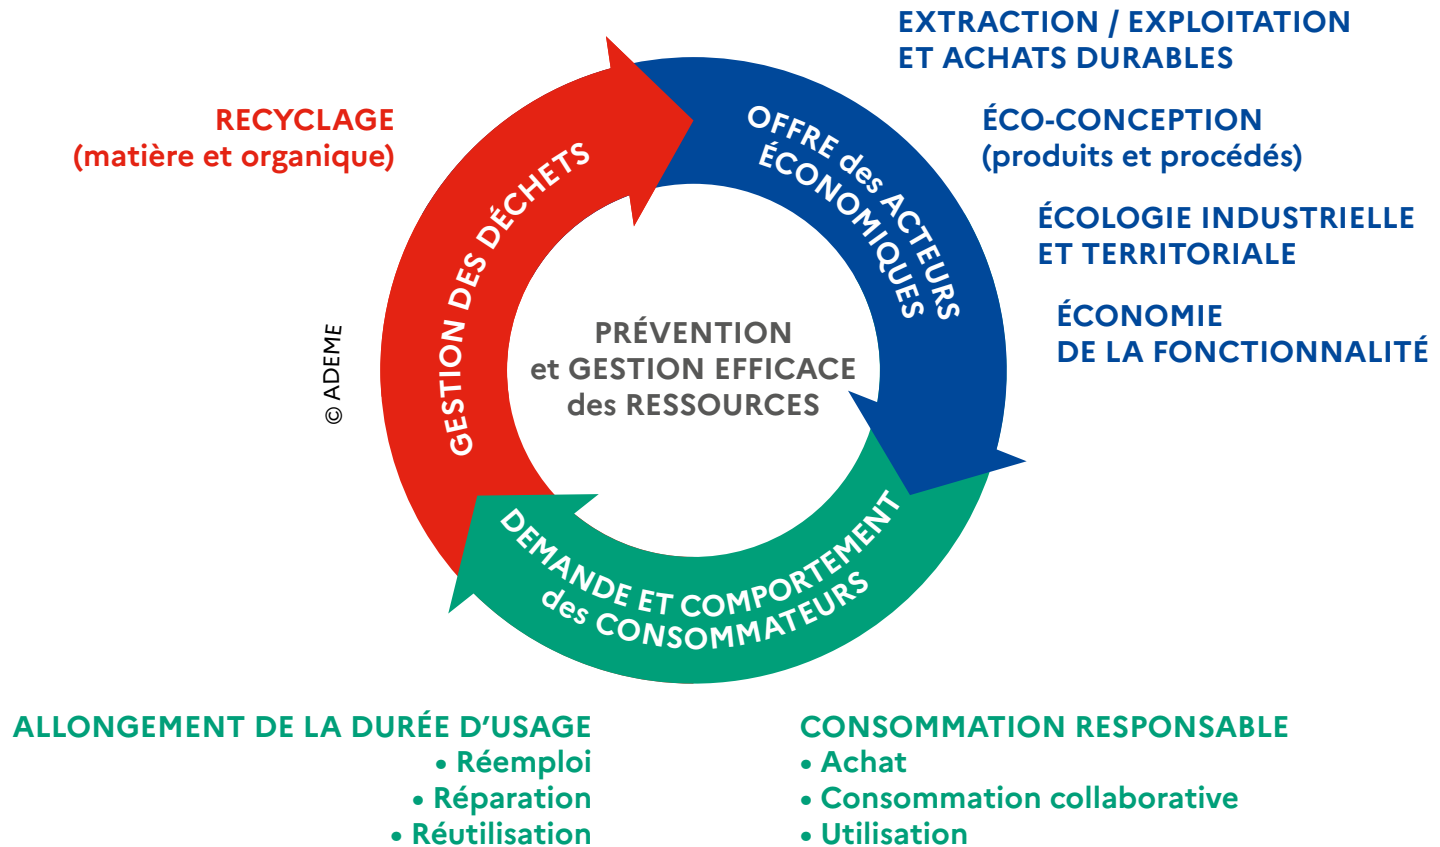 EXTRACTION / EXPLOITATION
ET ACHATS DURABLES
ÉCO-CONCEPTION
(produits et procédés)
ÉCOLOGIE INDUSTRIELLE
ET TERRITORIALE
ÉCONOMIE
DE LA FONCTIONNALITÉ
OFFRE des ACTEURS
ÉCONOMIQUES
RECYCLAGE
(matière et organique)
GESTION DES DÉCHETS
PRÉVENTION
et GESTION EFFICACE
des RESSOURCES
© ADEME
DEMANDE ET COMPORTEMENT
des CONSOMMATEURS
ALLONGEMENT DE LA DURÉE D’USAGE
• Réemploi
• Réparation
• Réutilisation
CONSOMMATION RESPONSABLE
• Achat
• Consommation collaborative
• Utilisation